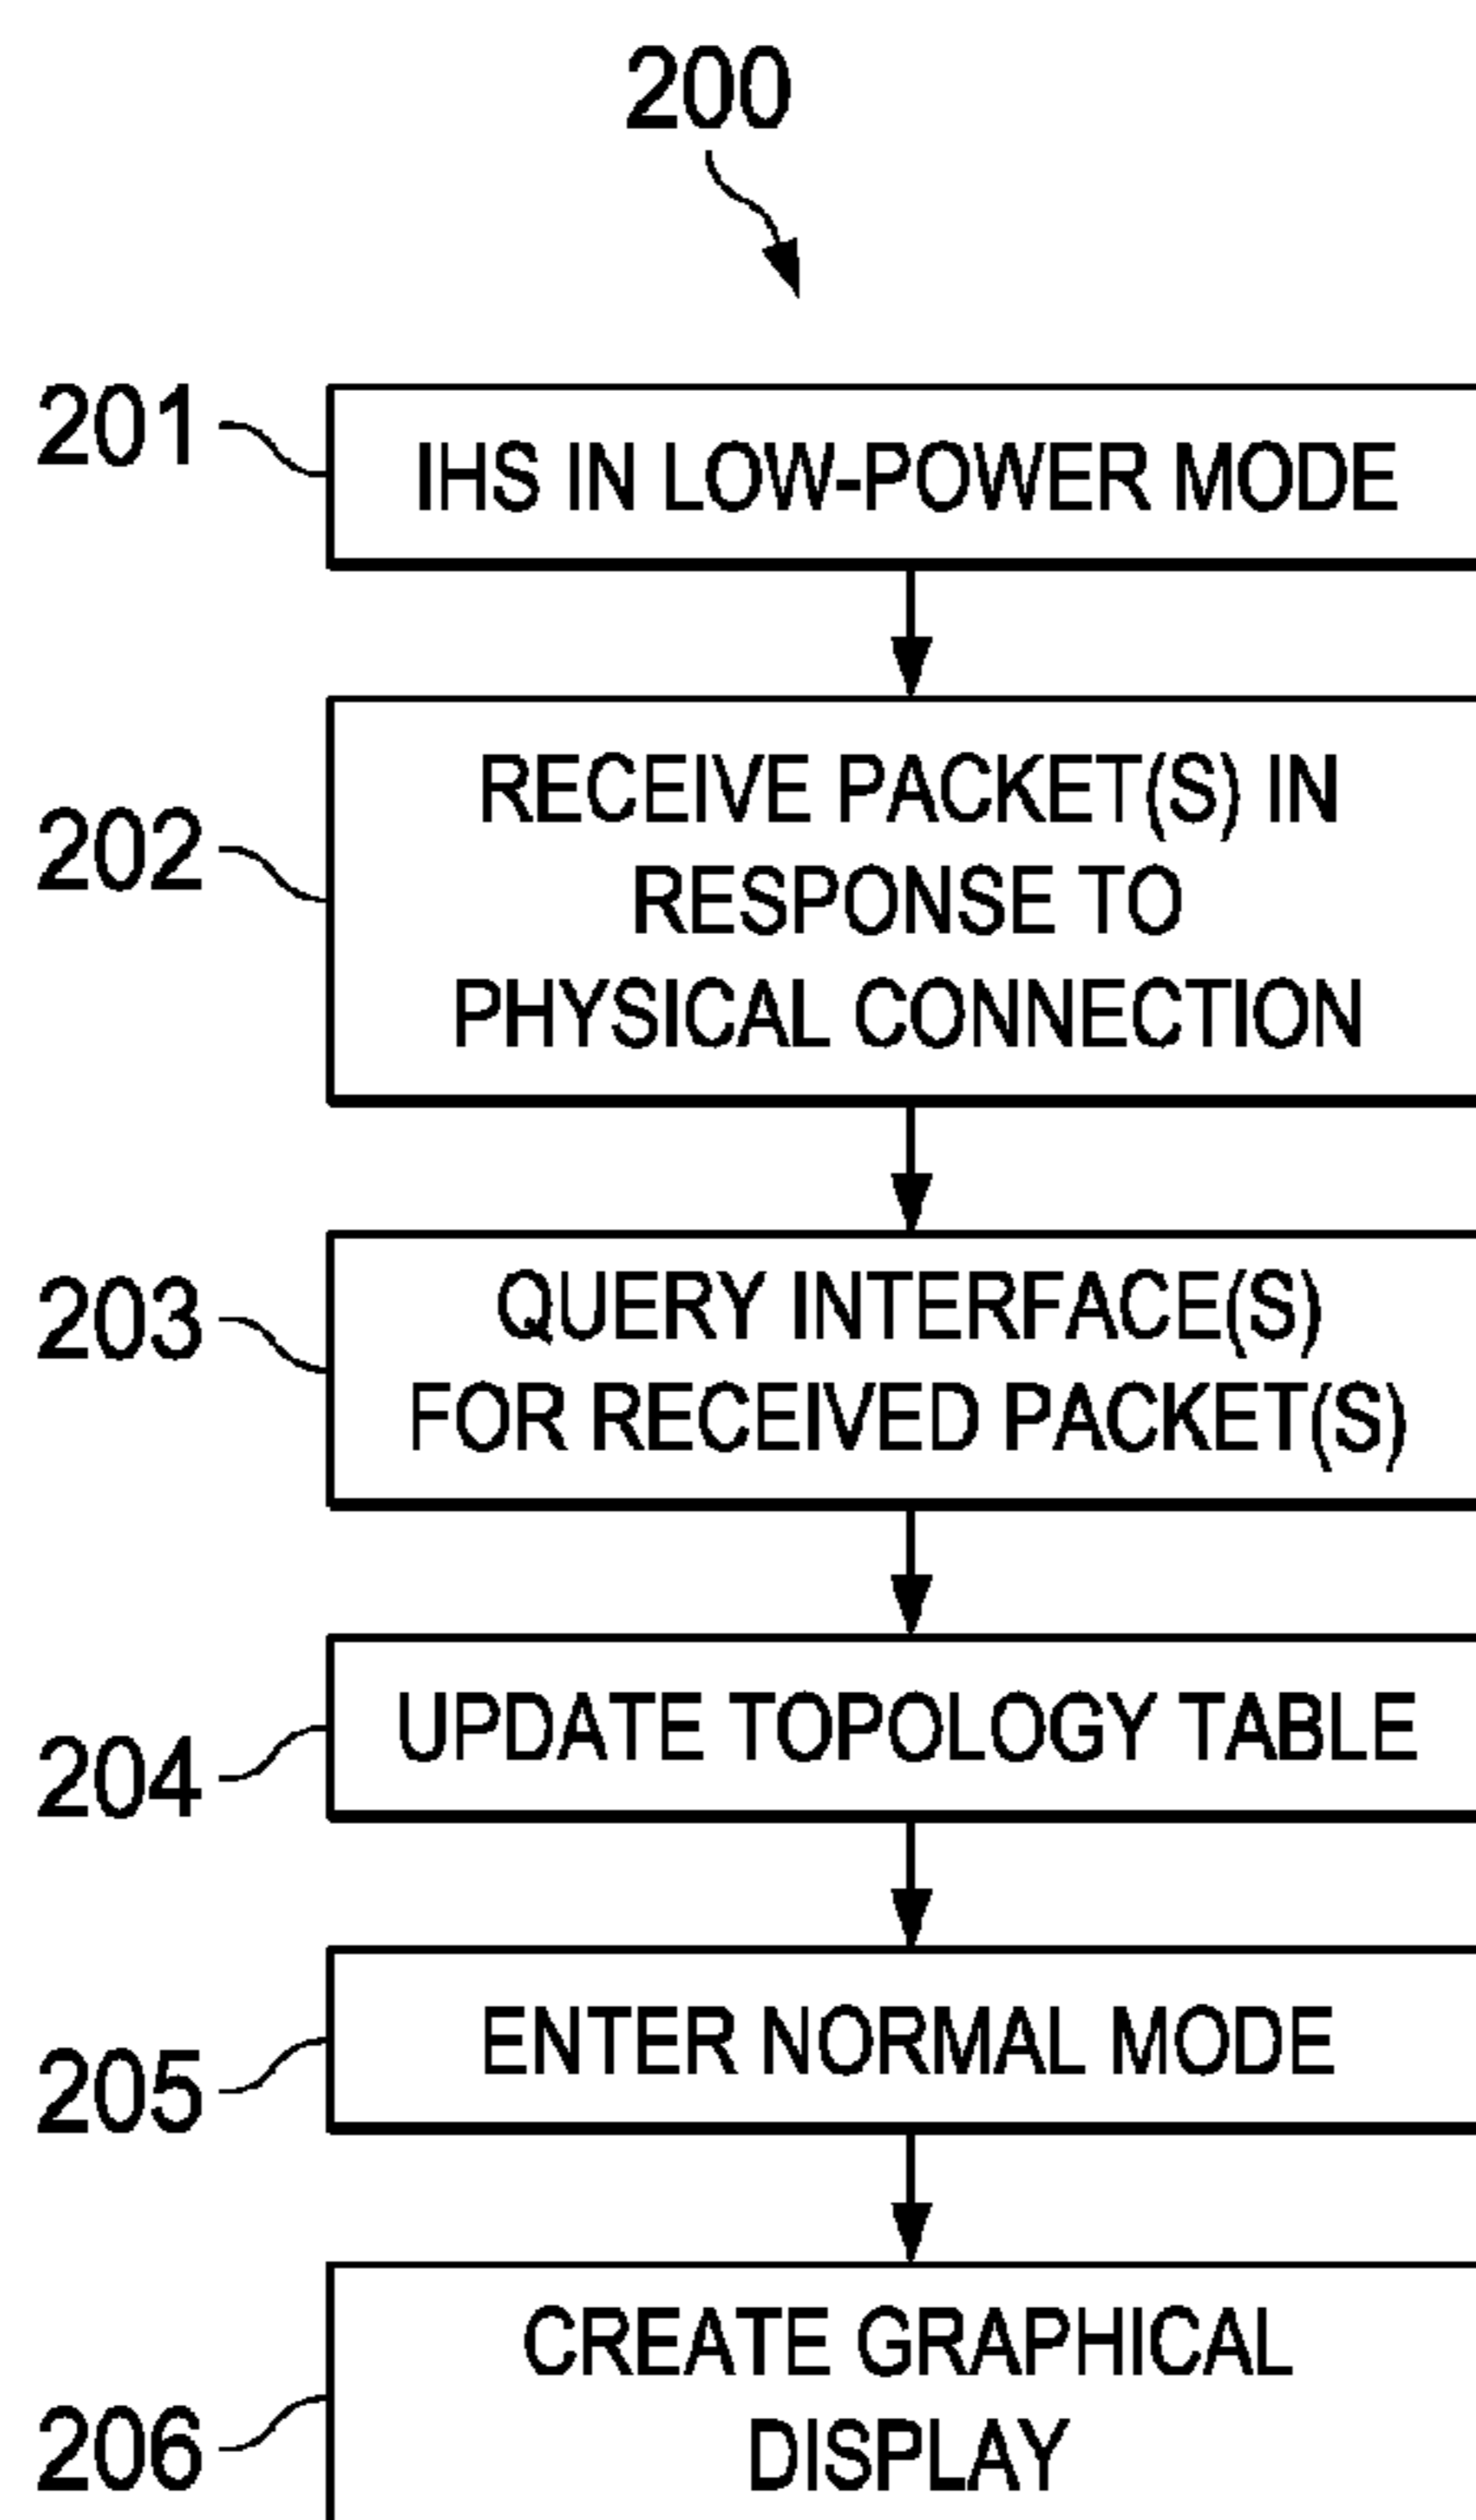 200
201
IHS IN LOW-POWER MODE
202
RECEIVE PACKET(S) IN
RESPONSE TO
PHYSICAL CONNECTION
203
QUERY INTERFACE(S)
FOR RECEIVED PACKET(S)
204
UPDATE TOPOLOGY TABLE
205
ENTER NORMAL MODE
206
CREATE GRAPHICAL
DISPLAY